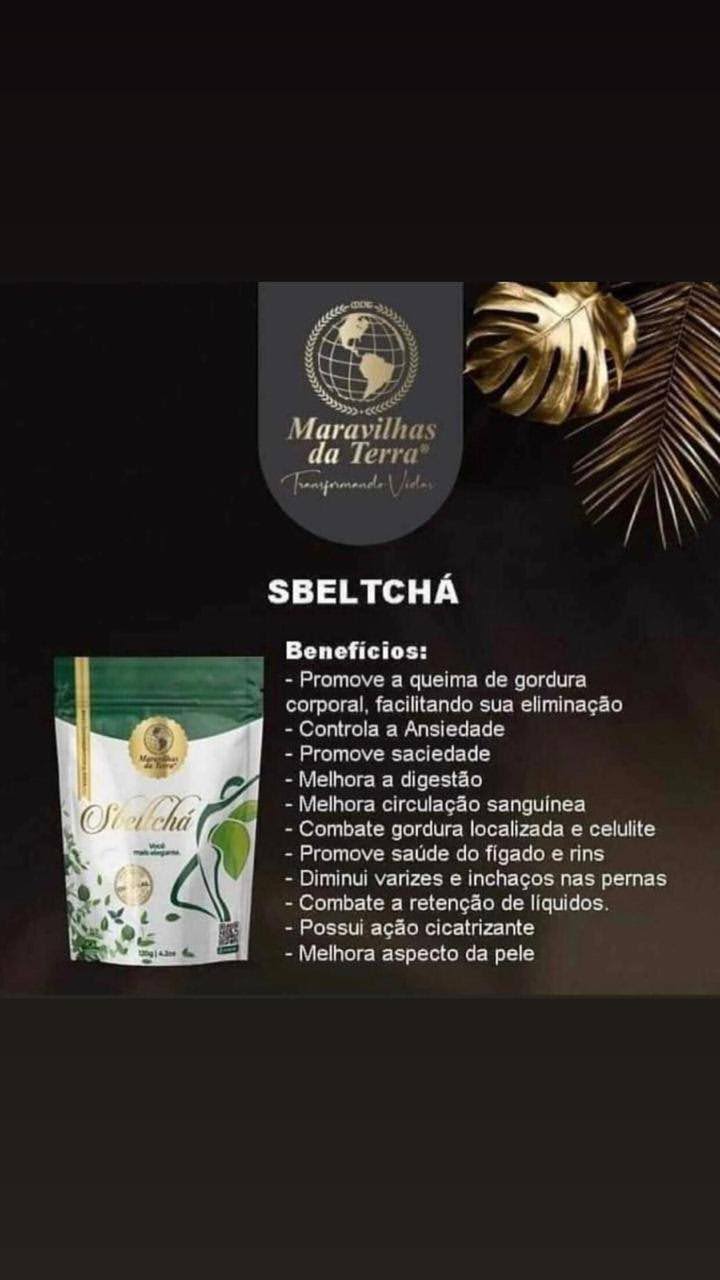 Maravilhas
da Terra®
Transformando Vidas
SBELTCHÁ
Benefícios:
- Promove a queima de gordura
corporal, facilitando sua eliminação
- Controla a Ansiedade
- Promove saciedade
- Melhora a digestão
- Melhora circulação sanguínea
- Combate gordura localizada e celulite
- Promove saúde do fígado e rins
- Diminui varizes e inchaços nas pernas
- Combate a retenção de líquidos.
- Possui ação cicatrizante
- Melhora aspecto da pele
Maravilhas
da Terra®
Sbeltchá
Você
mais elegante.
120g | 4.2oz